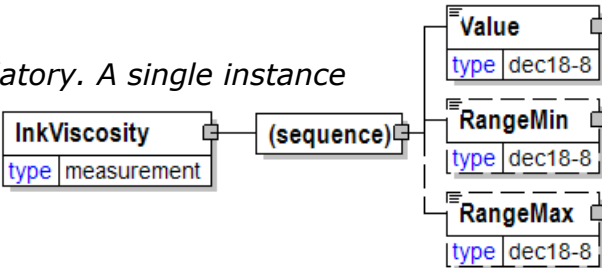 Value
type dec18-8
atory. A single instance
RangeMin
InkViscosity
(sequence)
type dec18-8
type measurement
RangeMax
type dec18-8